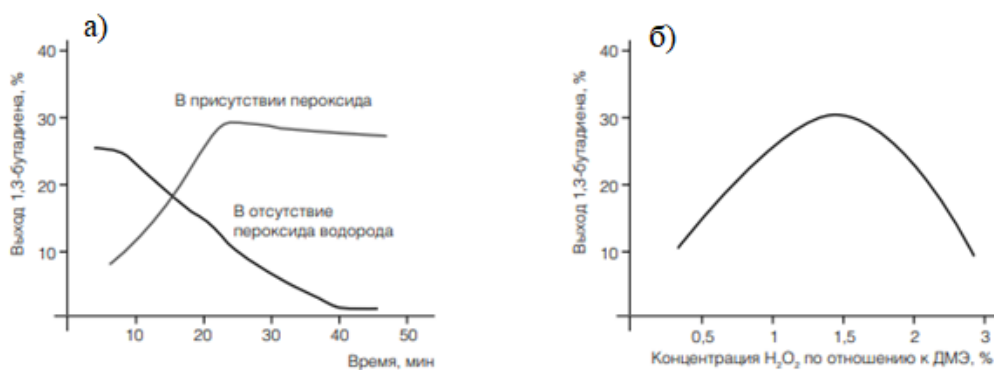 а)
Выход 1,3-бутадиена, %
40
30
20
10
В присутствии пероксида
В отсутствие
пероксида водорода
10 20 30 40 50
Время, мин
б)
Выход 1,3-бутадиена, %
40
30
20
10
0,5 1 1,5 2 3
Концентрация H₂O₂ по отношению к ДМЭ, %